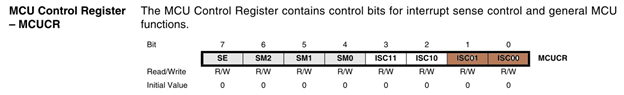 MCU Control Register – MCUCR
The MCU Control Register contains control bits for interrupt sense control and general MCU functions.
Bit 7 6 5 4 3 2 1 0
SE SM2 SM1 SM0 ISC11 ISC10 ISC01 ISC00 MCUCR
Read/Write R/W R/W R/W R/W R/W R/W R/W R/W
Initial Value 0 0 0 0 0 0 0 0